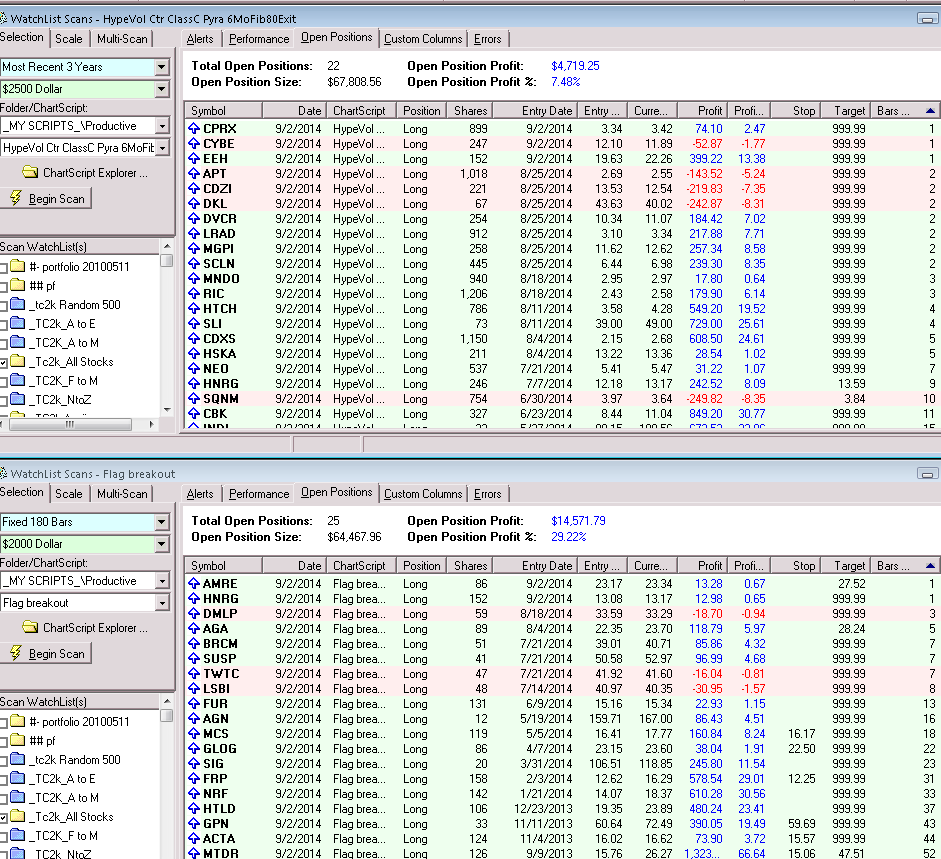 WatchList Scans - HypeVol Ctr ClassC Pyra 6MoFib80Exit
Selection Scale Multi-Scan
Most Recent 3 Years
$2500 Dollar
Folder/ChartScript:
_MY SCRIPTS_\Productive
HypeVol Ctr ClassC Pyra 6MoFib
ChartScript Explorer ...
Begin Scan
Scan WatchList(s)
#- portfolio 20100511
## pf
_tc2k Random 500
_TC2k_A to E
_TC2K_A to M
_Tc2k_All Stocks
_TC2K_F to M
_TC2k_NtoZ
Alerts Performance Open Positions Custom Columns Errors
Total Open Positions: 22 Open Position Profit: $4,719.25
Open Position Size: $67,808.56 Open Position Profit %: 7.48%
Symbol Date ChartScript Position Shares Entry Date Entry ... Curre... Profit Profi... Stop Target Bars ...
CPRX 9/2/2014 HypeVol ... Long 899 9/2/2014 3.34 3.42 74.10 2.47 999.99 1
CYBE 9/2/2014 HypeVol ... Long 247 9/2/2014 12.10 11.89 -52.87 -1.77 999.99 1
EEH 9/2/2014 HypeVol ... Long 152 9/2/2014 19.63 22.26 399.22 13.38 999.99 1
APT 9/2/2014 HypeVol ... Long 1,018 8/25/2014 2.69 2.55 -143.52 -5.24 999.99 2
CDZI 9/2/2014 HypeVol ... Long 221 8/25/2014 13.53 12.54 -219.83 -7.35 999.99 2
DKL 9/2/2014 HypeVol ... Long 67 8/25/2014 43.63 40.02 -242.87 -8.31 999.99 2
DVCR 9/2/2014 HypeVol ... Long 254 8/25/2014 10.34 11.07 184.42 7.02 999.99 2
LRAD 9/2/2014 HypeVol ... Long 912 8/25/2014 3.10 3.34 217.88 7.71 999.99 2
MGPI 9/2/2014 HypeVol ... Long 258 8/25/2014 11.62 12.62 257.34 8.58 999.99 2
SCLN 9/2/2014 HypeVol ... Long 445 8/25/2014 6.44 6.98 239.30 8.35 999.99 2
MNDO 9/2/2014 HypeVol ... Long 940 8/18/2014 2.95 2.97 17.80 0.64 999.99 3
RIC 9/2/2014 HypeVol ... Long 1,206 8/18/2014 2.43 2.58 179.90 6.14 999.99 3
HTCH 9/2/2014 HypeVol ... Long 786 8/11/2014 3.58 4.28 549.20 19.52 999.99 4
SLI 9/2/2014 HypeVol ... Long 73 8/11/2014 39.00 49.00 729.00 25.61 999.99 4
CDXS 9/2/2014 HypeVol ... Long 1,150 8/4/2014 2.15 2.68 608.50 24.61 999.99 5
HSKA 9/2/2014 HypeVol ... Long 211 8/4/2014 13.22 13.36 28.54 1.02 999.99 5
NEO 9/2/2014 HypeVol ... Long 537 7/21/2014 5.41 5.47 31.22 1.07 999.99 7
HNRG 9/2/2014 HypeVol ... Long 246 7/7/2014 12.18 13.17 242.52 8.09 13.59 9
SQNM 9/2/2014 HypeVol ... Long 754 6/30/2014 3.97 3.64 -249.82 -8.35 3.84 10
CBK 9/2/2014 HypeVol ... Long 327 6/23/2014 8.44 11.04 849.20 30.77 999.99 11
WatchList Scans - Flag breakout
Selection Scale Multi-Scan
Fixed 180 Bars
$2000 Dollar
Folder/ChartScript:
_MY SCRIPTS_\Productive
Flag breakout
ChartScript Explorer ...
Begin Scan
Scan WatchList(s)
#- portfolio 20100511
## pf
_tc2k Random 500
_TC2k_A to E
_TC2K_A to M
_Tc2k_All Stocks
_TC2K_F to M
_TC2k_NtoZ
Alerts Performance Open Positions Custom Columns Errors
Total Open Positions: 25 Open Position Profit: $14,571.79
Open Position Size: $64,467.96 Open Position Profit %: 29.22%
Symbol Date ChartScript Position Shares Entry Date Entry ... Curre... Profit Profi... Stop Target Bars ...
AMRE 9/2/2014 Flag brea... Long 86 9/2/2014 23.17 23.34 13.28 0.67 27.52 1
HNRG 9/2/2014 Flag brea... Long 152 9/2/2014 13.08 13.17 12.98 0.65 999.99 1
DMLP 9/2/2014 Flag brea... Long 59 8/18/2014 33.59 33.29 -18.70 -0.94 999.99 3
AGA 9/2/2014 Flag brea... Long 89 8/4/2014 22.35 23.70 118.79 5.97 28.24 5
BRCM 9/2/2014 Flag brea... Long 51 7/21/2014 39.01 40.71 85.86 4.32 999.99 7
SUSP 9/2/2014 Flag brea... Long 41 7/21/2014 50.58 52.97 96.99 4.68 999.99 7
TWTC 9/2/2014 Flag brea... Long 47 7/21/2014 41.92 41.60 -16.04 -0.81 999.99 7
LSBI 9/2/2014 Flag brea... Long 48 7/14/2014 40.97 40.35 -30.95 -1.57 999.99 8
FUR 9/2/2014 Flag brea... Long 131 6/9/2014 15.16 15.34 22.93 1.15 999.99 13
AGN 9/2/2014 Flag brea... Long 12 5/19/2014 159.71 167.00 86.43 4.51 999.99 16
MCS 9/2/2014 Flag brea... Long 119 5/5/2014 16.41 17.77 160.84 8.24 16.17 999.99 18
GLOG 9/2/2014 Flag brea... Long 86 4/7/2014 23.15 23.60 38.04 1.91 22.50 999.99 22
SIG 9/2/2014 Flag brea... Long 20 3/31/2014 106.51 118.85 245.80 11.54 999.99 23
FRP 9/2/2014 Flag brea... Long 158 2/3/2014 12.62 16.29 578.54 29.01 12.25 999.99 31
NRF 9/2/2014 Flag brea... Long 142 1/21/2014 14.07 18.37 610.28 30.56 999.99 33
HTLD 9/2/2014 Flag brea... Long 106 12/23/2013 19.35 23.89 480.24 23.41 999.99 37
GPN 9/2/2014 Flag brea... Long 33 11/11/2013 60.64 72.49 390.05 19.49 59.69 999.99 43
ACTA 9/2/2014 Flag brea... Long 124 11/4/2013 16.02 16.62 73.90 3.72 15.57 999.99 44
MTDR 9/2/2014 Flag brea... Long 126 9/9/2013 15.76 26.27 1,323... 66.64 15.06 47.51 52